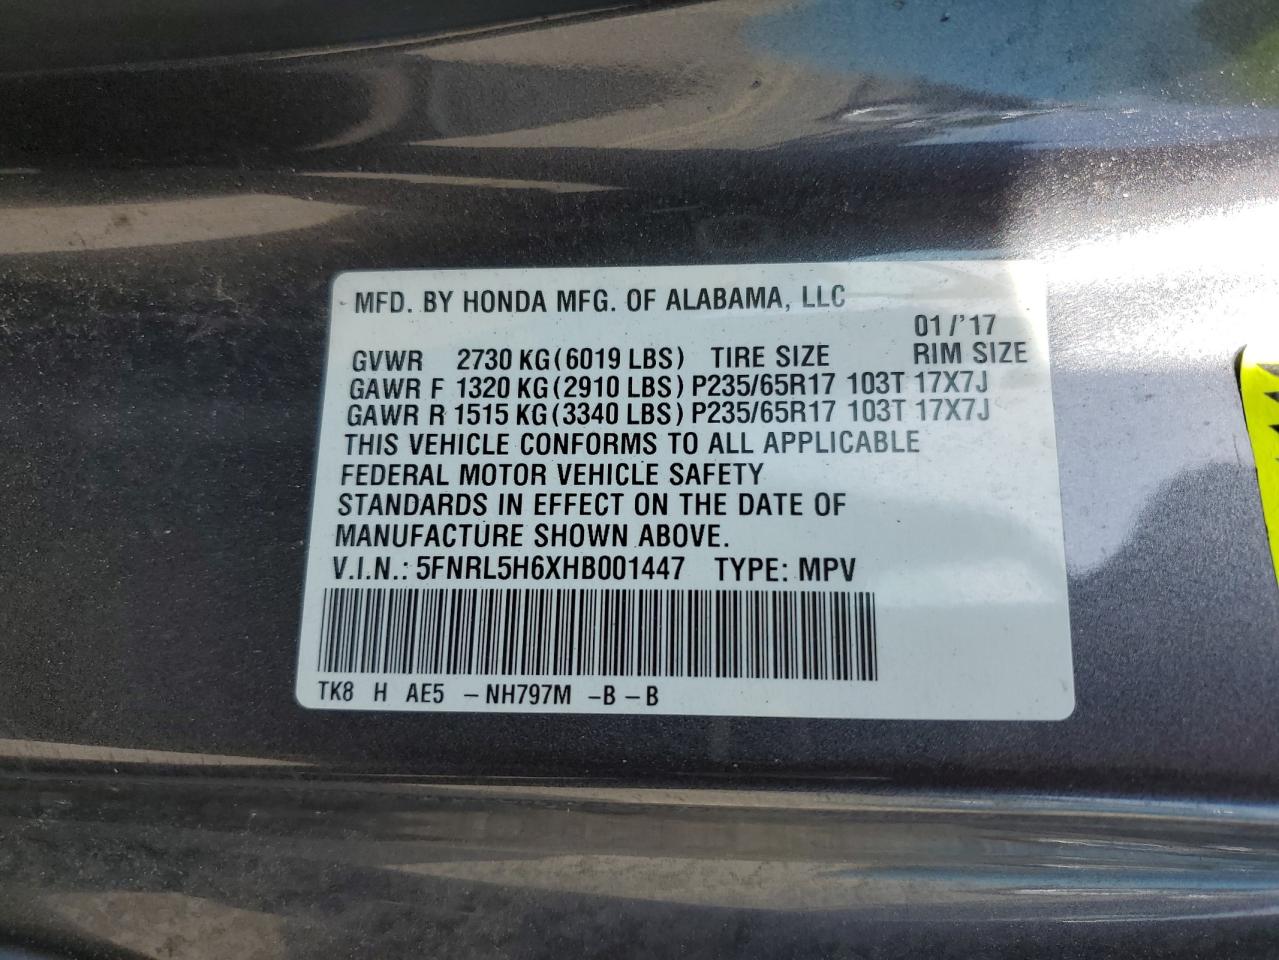 MFD. BY HONDA MFG. OF ALABAMA, LLC
01/'17
GVWR 2730 KG(6019 LBS) TIRE SIZE RIM SIZE
GAWR F 1320 KG(2910 LBS) P235/65R17 103T 17X7J
GAWR R 1515 KG(3340 LBS) P235/65R17 103T 17X7J
THIS VEHICLE CONFORMS TO ALL APPLICABLE
FEDERAL MOTOR VEHICLE SAFETY
STANDARDS IN EFFECT ON THE DATE OF
MANUFACTURE SHOWN ABOVE.
V.I.N.: 5FNRL5H6XHB001447 TYPE: MPV
TK8 H AE5 -NH797M -B-B